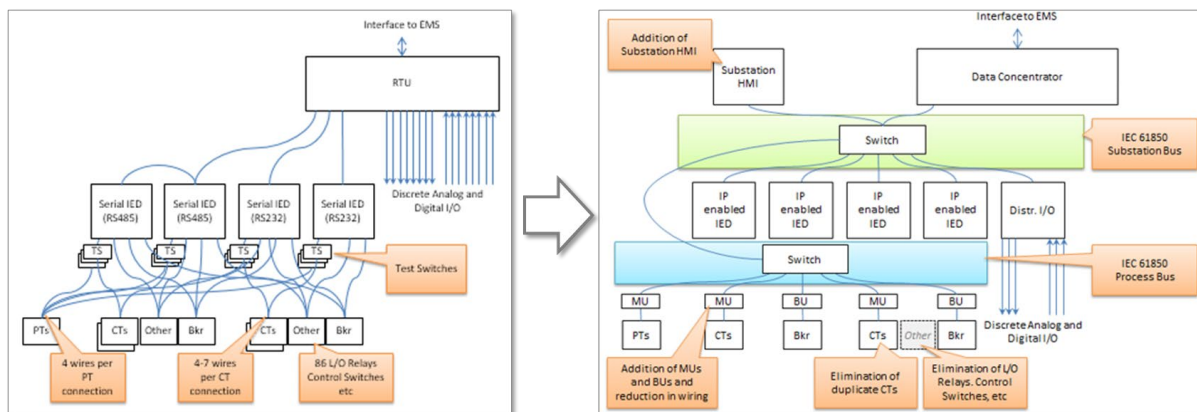 Interface to EMS
RTU
Serial IED
(RS485)
Serial IED
(RS485)
Serial IED
(RS232)
Serial IED
(RS232)
Discrete Analog and
Digital I/O
TS
TS
TS
TS
Test Switches
PTs
CTs
Other
Bkr
CTs
Other
Bkr
4 wires per
PT
connection
4-7 wires
per CT
connection
86 L/O Relays
Control Switches
etc
Interface to EMS
Addition of
Substation HMI
Substation
HMI
Data Concentrator
Switch
IEC 61850
Substation Bus
IP
enabled
IED
IP
enabled
IED
IP
enabled
IED
IP
enabled
IED
Distr. I/O
Switch
IEC 61850
Process Bus
MU
MU
BU
MU
BU
PTs
CTs
Bkr
CTs
Other
Bkr
Discrete Analog and
Digital I/O
Addition of MUs
and BUs and
reduction in wiring
Elimination of
duplicate CTs
Elimination of L/O
Relays. Control
Switches, etc